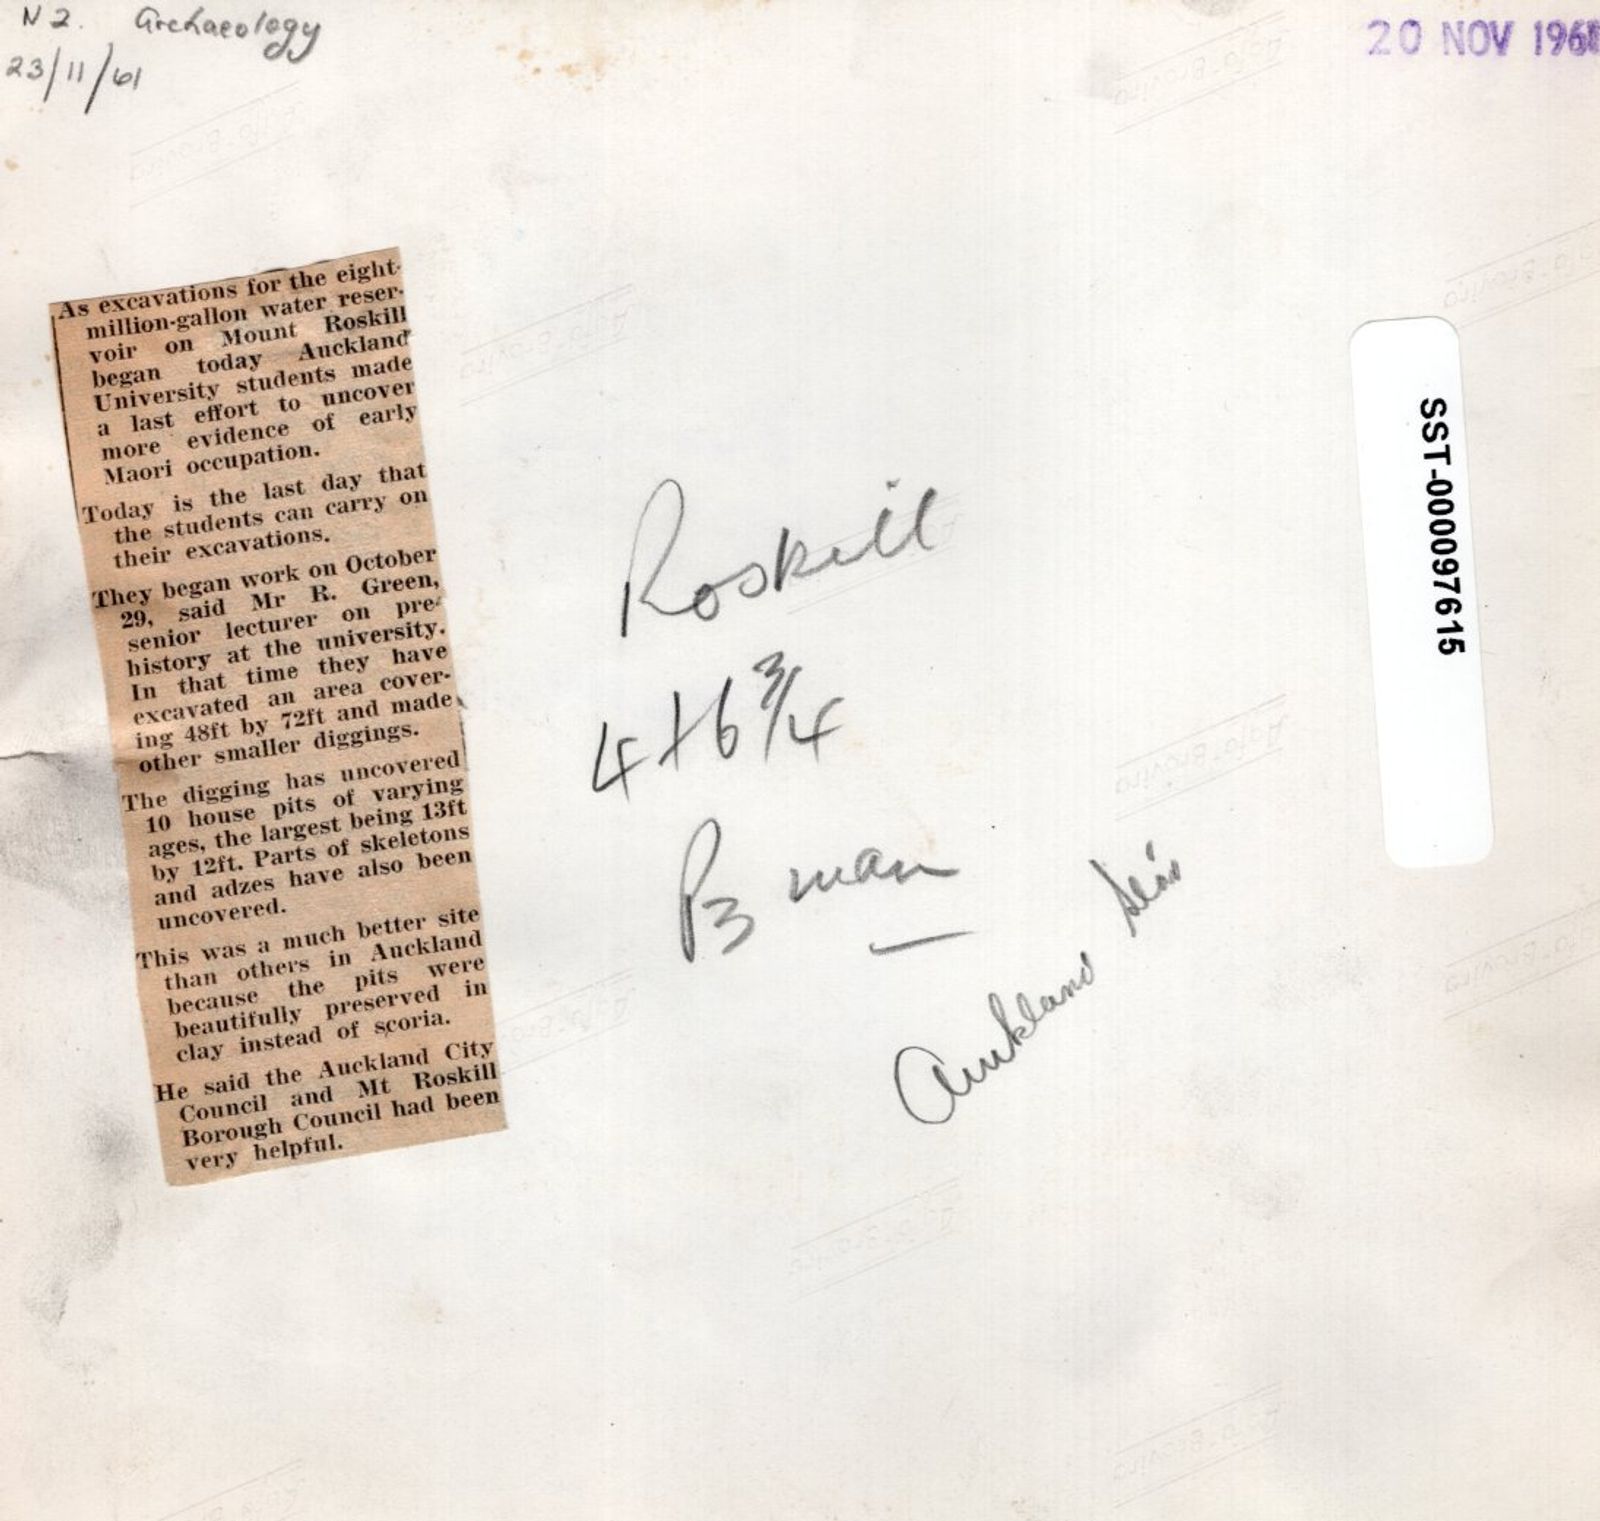 NZ. Archaeology
23/11/61
20 NOV 1961
As excavations for the eight-
million-gallon water reser-
voir on Mount Roskill
began today Auckland
University students made
a last effort to uncover
more evidence of early
Maori occupation.
Today is the last day that
the students can carry on
their excavations.
They began work on October
29, said Mr R. Green,
senior lecturer on pre-
history at the university.
In that time they have
excavated an area cover-
ing 48ft by 72ft and made
other smaller diggings.
The digging has uncovered
10 house pits of varying
ages, the largest being 13ft
by 12ft. Parts of skeletons
and adzes have also been
uncovered.
This was a much better site
than others in Auckland
because the pits were
beautifully preserved in
clay instead of scoria.
He said the Auckland City
Council and Mt Roskill
Borough Council had been
very helpful.
Roskill
4+6 3/4
P3 man
Auckland
SST-000097615
Agfa-Brovira